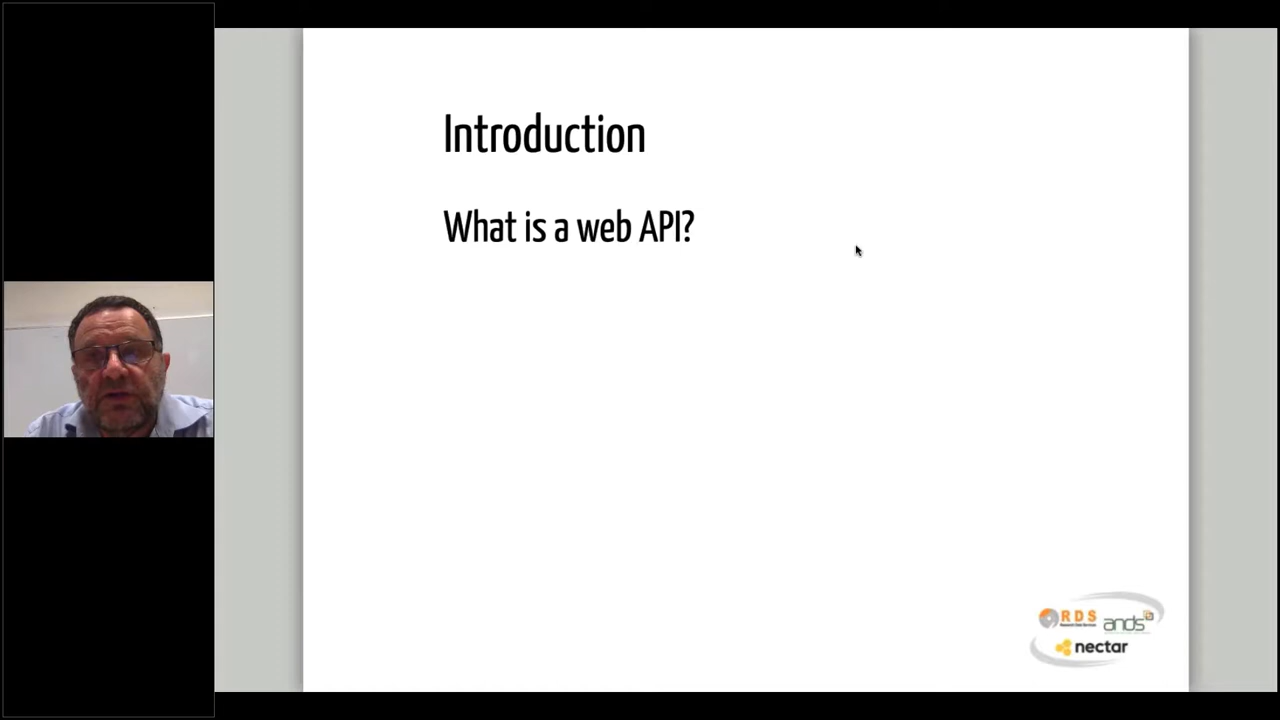 Introduction
What is a web API?
RDS
ands
nectar